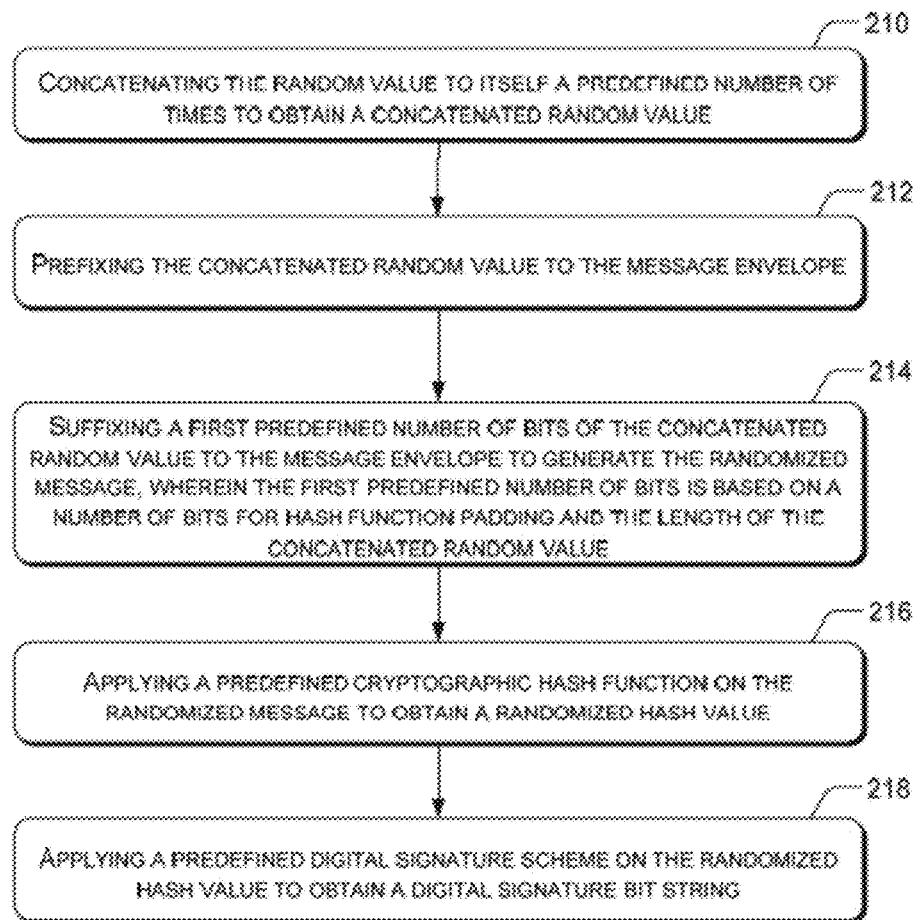 210
CONCATENATING THE RANDOM VALUE TO ITSELF A PREDEFINED NUMBER OF
TIMES TO OBTAIN A CONCATENATED RANDOM VALUE
212
PREFIXING THE CONCATENATED RANDOM VALUE TO THE MESSAGE ENVELOPE
214
SUFFIXING A FIRST PREDEFINED NUMBER OF BITS OF THE CONCATENATED
RANDOM VALUE TO THE MESSAGE ENVELOPE TO GENERATE THE RANDOMIZED
MESSAGE, WHEREIN THE FIRST PREDEFINED NUMBER OF BITS IS BASED ON A
NUMBER OF BITS FOR HASH FUNCTION PADDING AND THE LENGTH OF THE
CONCATENATED RANDOM VALUE
216
APPLYING A PREDEFINED CRYPTOGRAPHIC HASH FUNCTION ON THE
RANDOMIZED MESSAGE TO OBTAIN A RANDOMIZED HASH VALUE
218
APPLYING A PREDEFINED DIGITAL SIGNATURE SCHEME ON THE RANDOMIZED
HASH VALUE TO OBTAIN A DIGITAL SIGNATURE BIT STRING